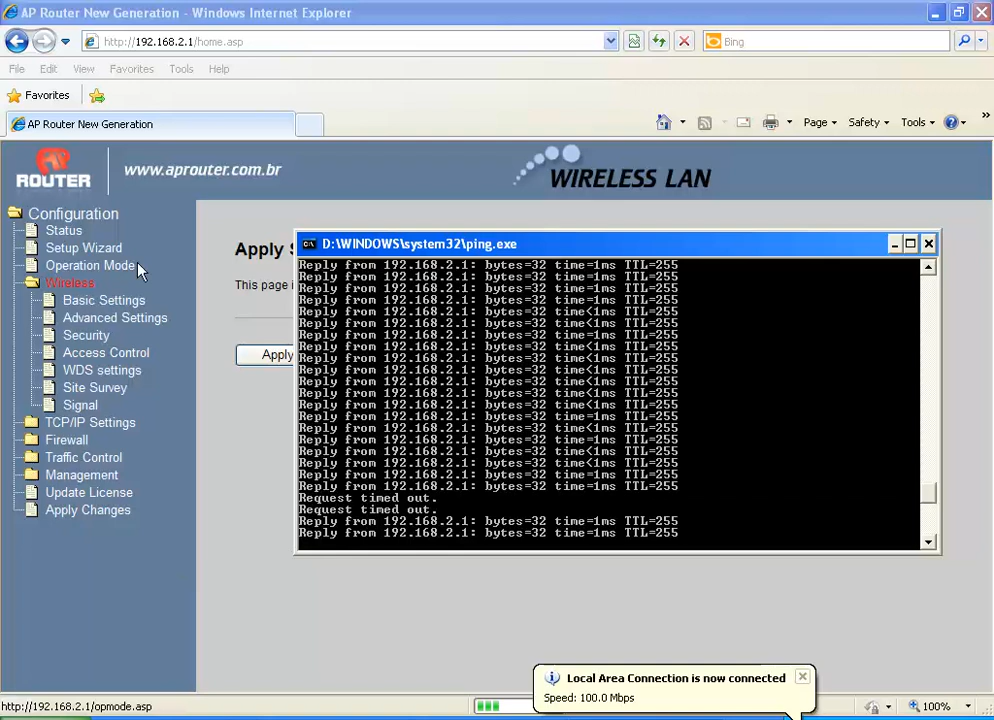 AP Router New Generation - Windows Internet Explorer
http://192.168.2.1/home.asp
Bing
File Edit View Favorites Tools Help
Favorites
AP Router New Generation
Page Safety Tools
AP ROUTER
www.aprouter.com.br
WIRELESS LAN
Configuration
Status
Setup Wizard
Operation Mode
Wireless
Basic Settings
Advanced Settings
Security
Access Control
WDS settings
Site Survey
Signal
TCP/IP Settings
Firewall
Traffic Control
Management
Update License
Apply Changes
Apply S
This page i
Apply
D:\WINDOWS\system32\ping.exe
Reply from 192.168.2.1: bytes=32 time=1ms TTL=255
Reply from 192.168.2.1: bytes=32 time=1ms TTL=255
Reply from 192.168.2.1: bytes=32 time=1ms TTL=255
Reply from 192.168.2.1: bytes=32 time=1ms TTL=255
Reply from 192.168.2.1: bytes=32 time<1ms TTL=255
Reply from 192.168.2.1: bytes=32 time=1ms TTL=255
Reply from 192.168.2.1: bytes=32 time<1ms TTL=255
Reply from 192.168.2.1: bytes=32 time<1ms TTL=255
Reply from 192.168.2.1: bytes=32 time<1ms TTL=255
Reply from 192.168.2.1: bytes=32 time<1ms TTL=255
Reply from 192.168.2.1: bytes=32 time<1ms TTL=255
Reply from 192.168.2.1: bytes=32 time<1ms TTL=255
Reply from 192.168.2.1: bytes=32 time<1ms TTL=255
Reply from 192.168.2.1: bytes=32 time<1ms TTL=255
Reply from 192.168.2.1: bytes=32 time<1ms TTL=255
Reply from 192.168.2.1: bytes=32 time=1ms TTL=255
Reply from 192.168.2.1: bytes=32 time<1ms TTL=255
Reply from 192.168.2.1: bytes=32 time<1ms TTL=255
Reply from 192.168.2.1: bytes=32 time=1ms TTL=255
Reply from 192.168.2.1: bytes=32 time<1ms TTL=255
Request timed out.
Request timed out.
Reply from 192.168.2.1: bytes=32 time=1ms TTL=255
Reply from 192.168.2.1: bytes=32 time=1ms TTL=255
Local Area Connection is now connected
Speed: 100.0 Mbps
http://192.168.2.1/opmode.asp
100%